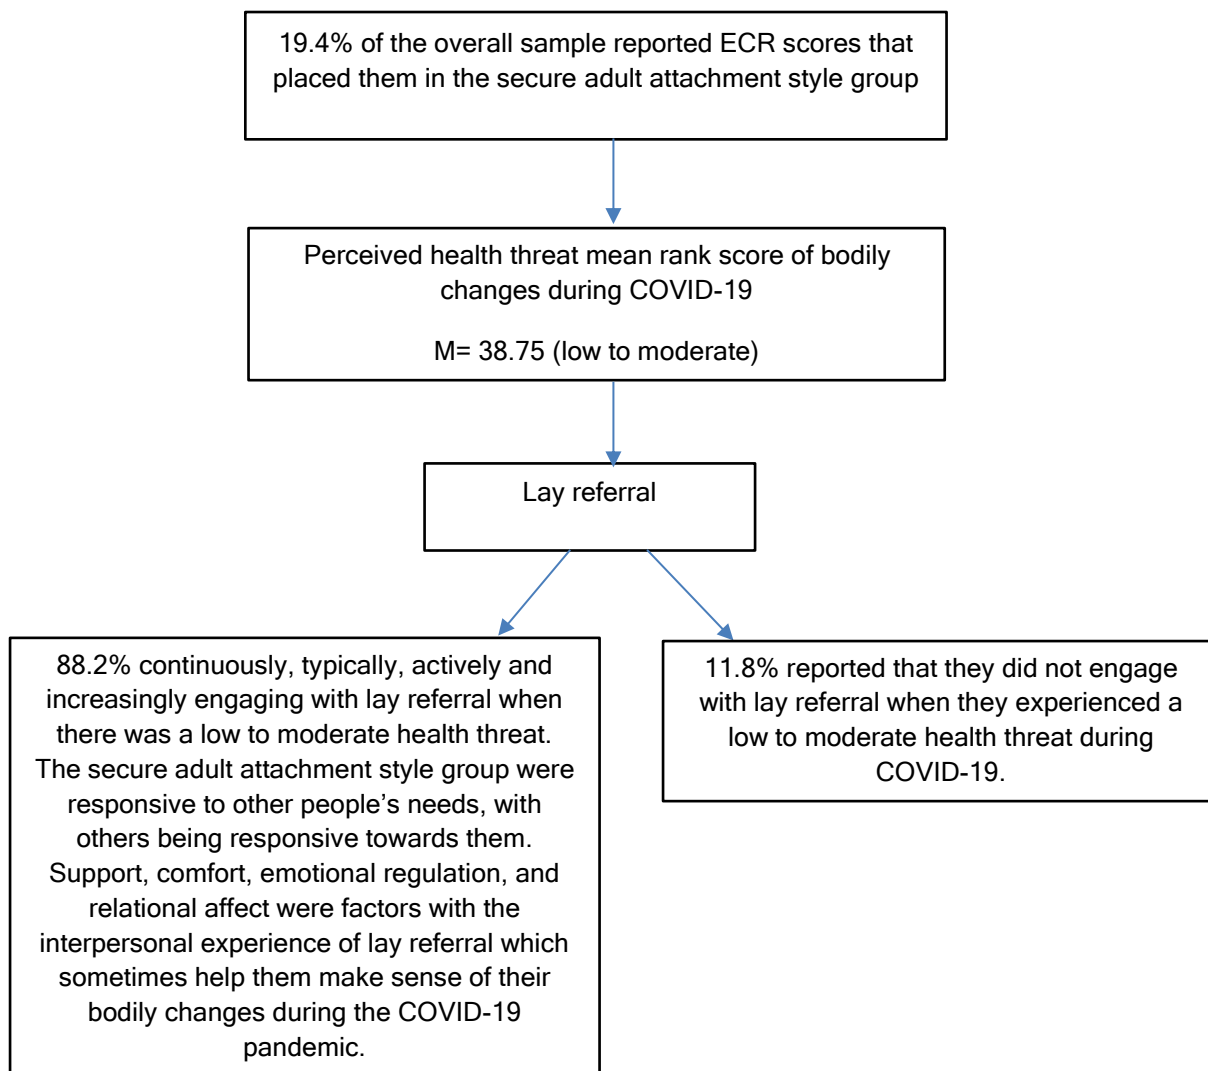 19.4% of the overall sample reported ECR scores that
placed them in the secure adult attachment style group
Perceived health threat mean rank score of bodily
changes during COVID-19
M= 38.75 (low to moderate)
Lay referral
88.2% continuously, typically, actively and
increasingly engaging with lay referral when
there was a low to moderate health threat.
The secure adult attachment style group were
responsive to other people’s needs, with
others being responsive towards them.
Support, comfort, emotional regulation, and
relational affect were factors with the
interpersonal experience of lay referral which
sometimes help them make sense of their
bodily changes during the COVID-19
pandemic.
11.8% reported that they did not engage
with lay referral when they experienced a
low to moderate health threat during
COVID-19.